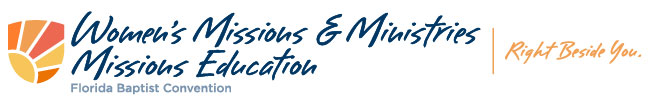 Women's Missions & Ministries
Missions Education
Florida Baptist Convention
Right Beside You.